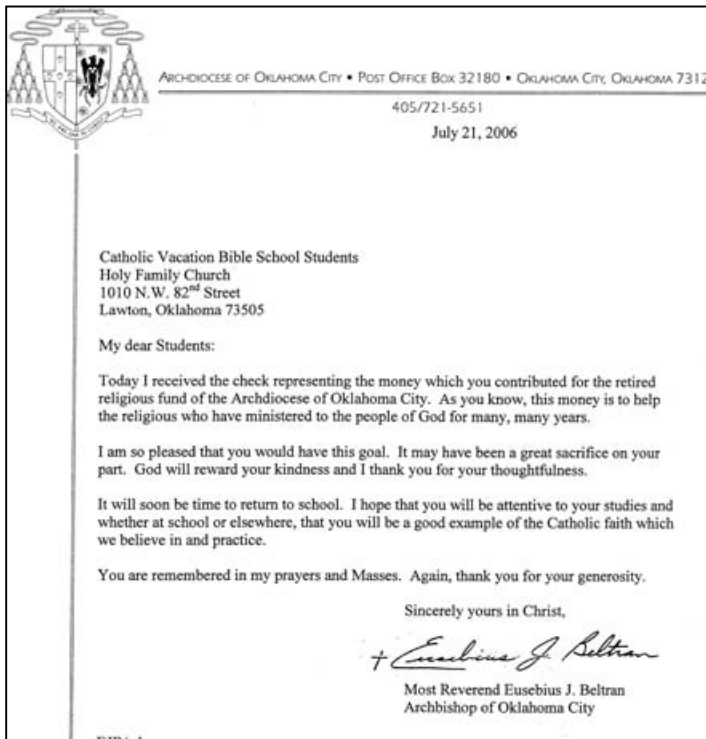 ARCHDIOCESE OF OKLAHOMA CITY • POST OFFICE BOX 32180 • OKLAHOMA CITY, OKLAHOMA 7312
405/721-5651
July 21, 2006
Catholic Vacation Bible School Students
Holy Family Church
1010 N.W. 82nd Street
Lawton, Oklahoma 73505
My dear Students:
Today I received the check representing the money which you contributed for the retired
religious fund of the Archdiocese of Oklahoma City. As you know, this money is to help
the religious who have ministered to the people of God for many, many years.
I am so pleased that you would have this goal. It may have been a great sacrifice on your
part. God will reward your kindness and I thank you for your thoughtfulness.
It will soon be time to return to school. I hope that you will be attentive to your studies and
whether at school or elsewhere, that you will be a good example of the Catholic faith which
we believe in and practice.
You are remembered in my prayers and Masses. Again, thank you for your generosity.
Sincerely yours in Christ,
+ Eusebius J. Beltran
Most Reverend Eusebius J. Beltran
Archbishop of Oklahoma City